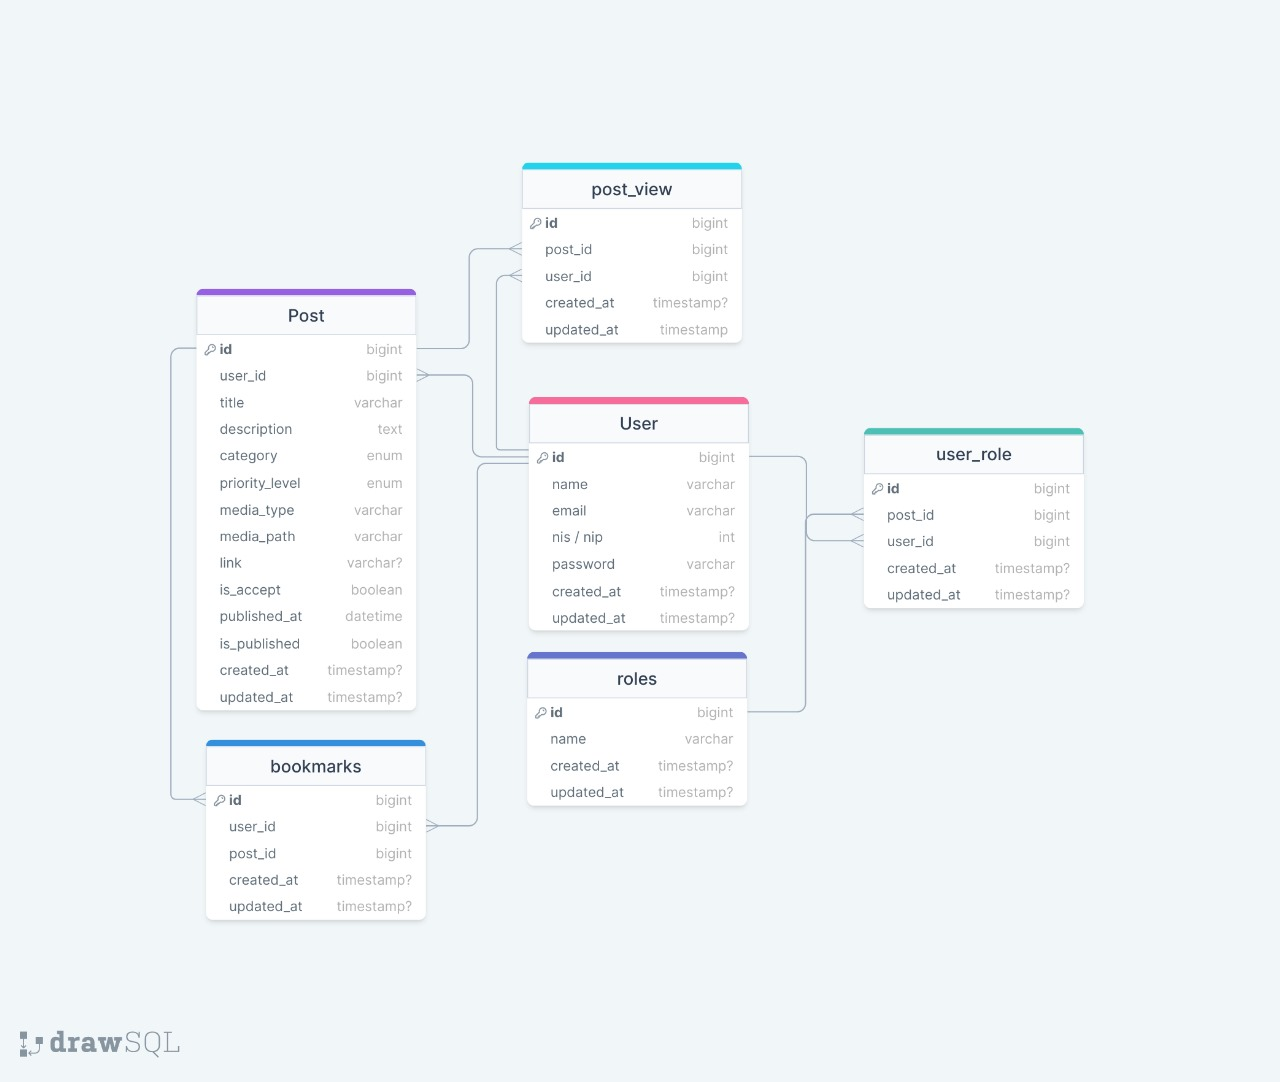 post_view
id bigint
post_id bigint
user_id bigint
created_at timestamp?
updated_at timestamp
Post
id bigint
user_id bigint
title varchar
description text
category enum
priority_level enum
media_type varchar
media_path varchar
link varchar?
is_accept boolean
published_at datetime
is_published boolean
created_at timestamp?
updated_at timestamp?
User
id bigint
name varchar
email varchar
nis / nip int
password varchar
created_at timestamp?
updated_at timestamp?
user_role
id bigint
post_id bigint
user_id bigint
created_at timestamp?
updated_at timestamp?
roles
id bigint
name varchar
created_at timestamp?
updated_at timestamp?
bookmarks
id bigint
user_id bigint
post_id bigint
created_at timestamp?
updated_at timestamp?
drawSQL